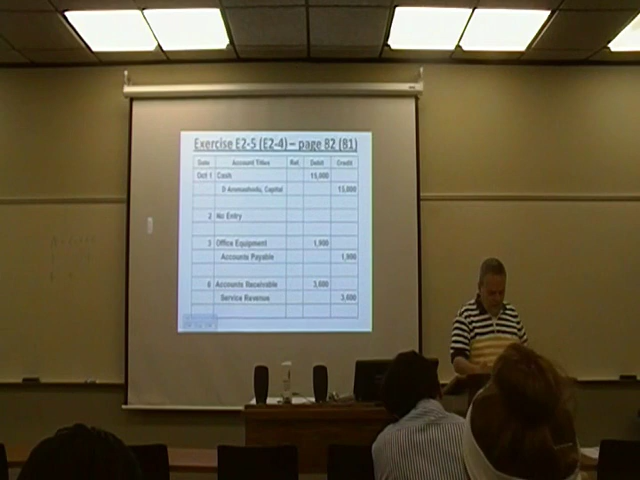 Exercise E2-5 (E2-4) – page 82 (81)
Date Account Titles Ref. Debit Credit
Oct 1 Cash 15,000
Capital 15,000
2 No Entry
3 Office Equipment 1,900
Accounts Payable 1,900
6 Accounts Receivable 3,600
Service Revenue 3,600